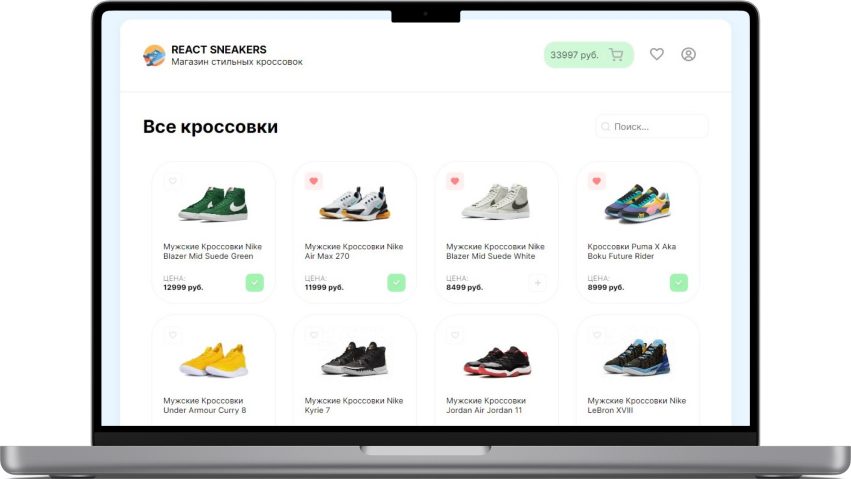 REACT SNEAKERS
Магазин стильных кроссовок
33997 руб.
Все кроссовки
Поиск...
Мужские Кроссовки Nike
Blazer Mid Suede Green
ЦЕНА:
12999 руб.
Мужские Кроссовки Nike
Air Max 270
ЦЕНА:
11999 руб.
Мужские Кроссовки Nike
Blazer Mid Suede White
ЦЕНА:
8499 руб.
Кроссовки Puma X Aka
Boku Future Rider
ЦЕНА:
8999 руб.
Мужские Кроссовки
Under Armour Curry 8
Мужские Кроссовки Nike
Kyrie 7
Мужские Кроссовки
Jordan Air Jordan 11
Мужские Кроссовки Nike
LeBron XVIII